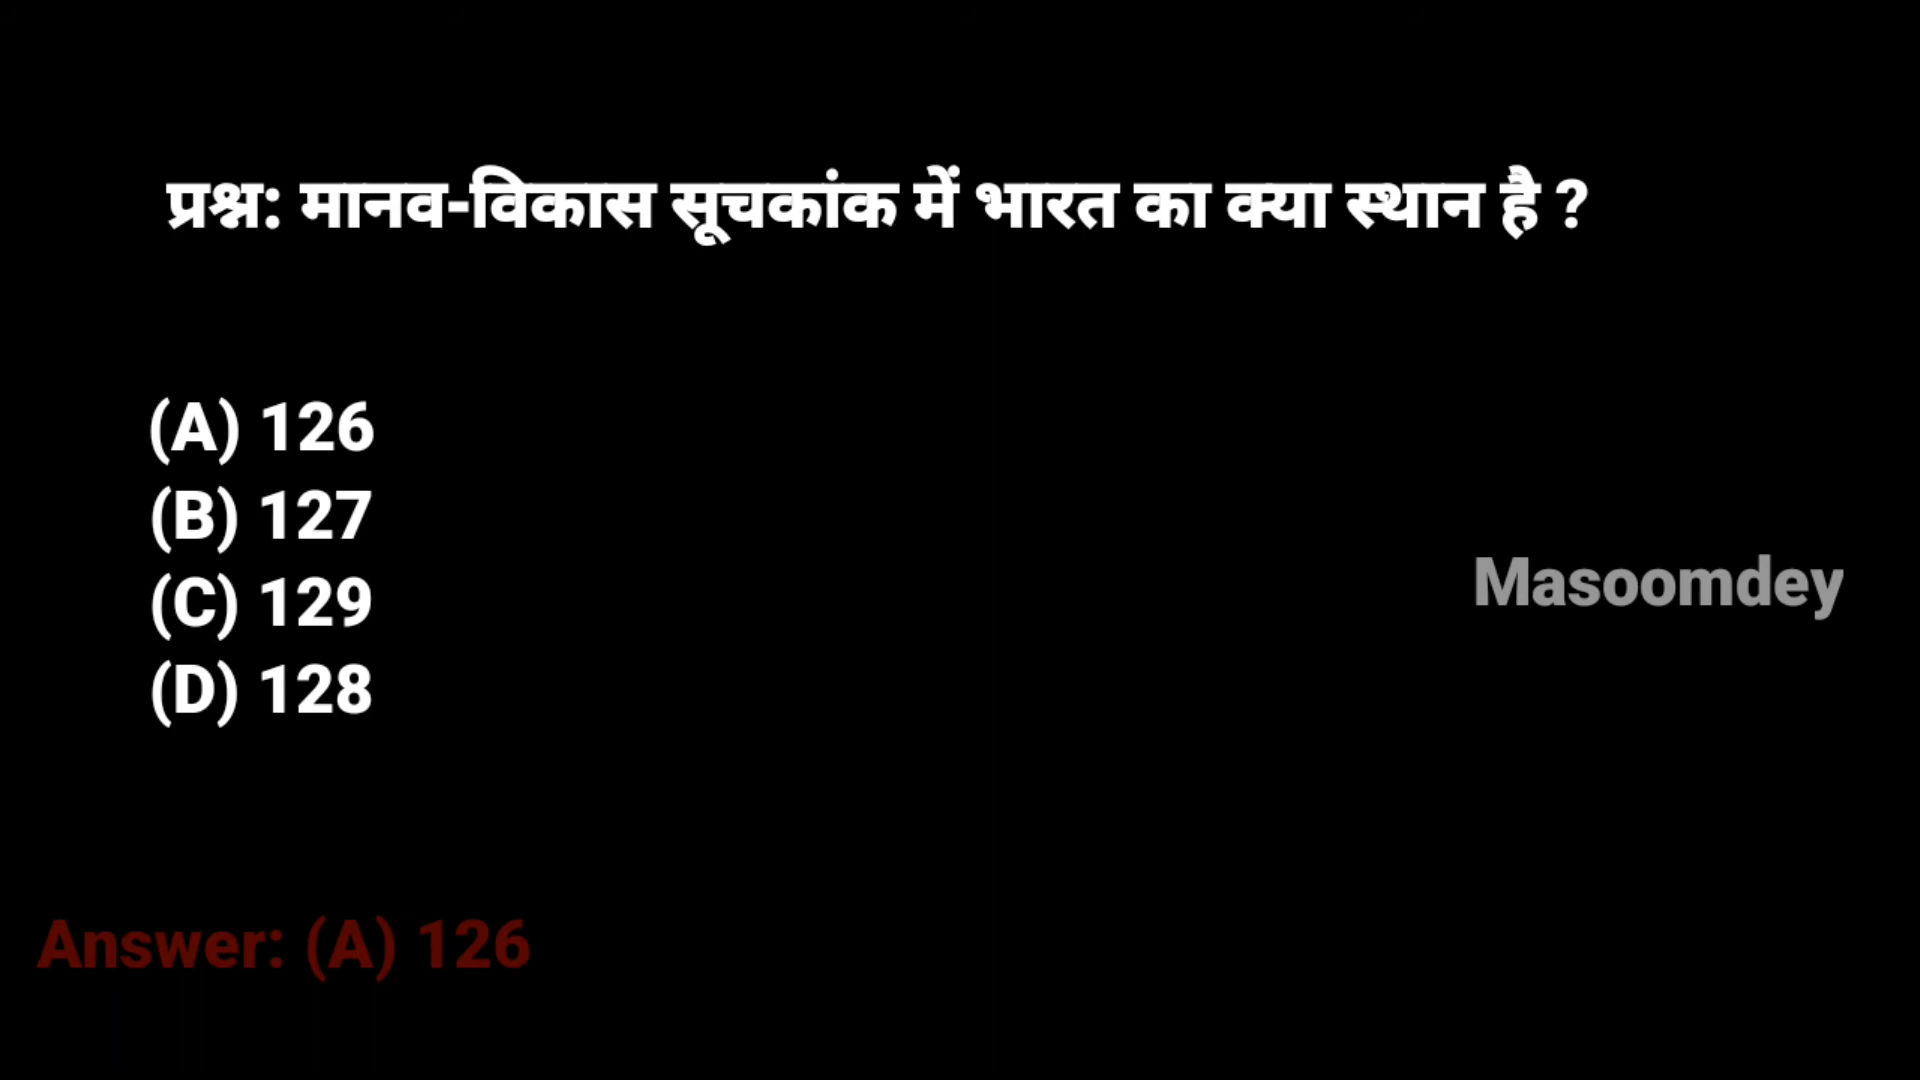 प्रश्न: मानव-विकास सूचकांक में भारत का क्या स्थान है ?
(A) 126
(B) 127
(C) 129
(D) 128
Masoomdey
Answer: (A) 126